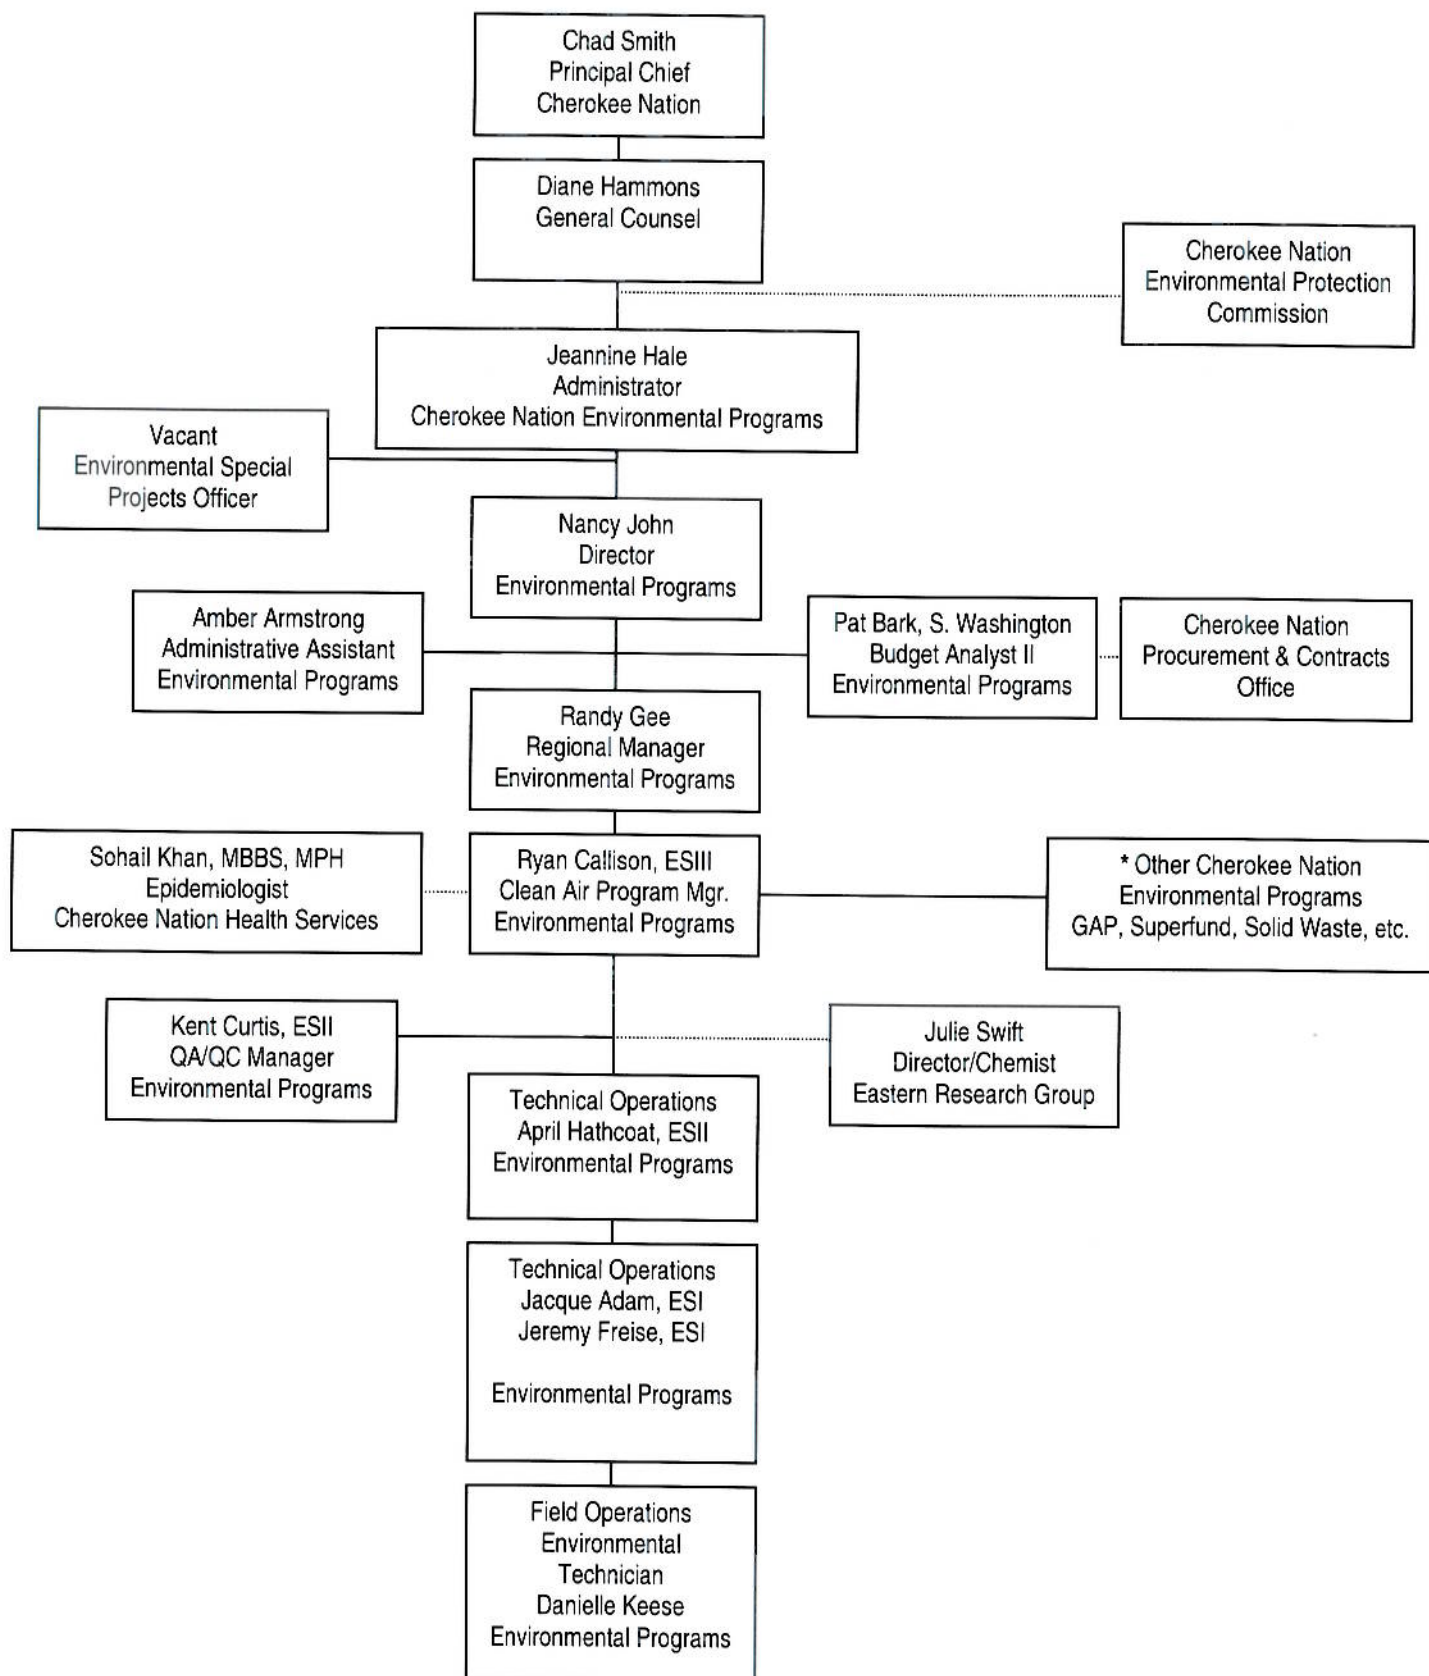 Chad Smith
Principal Chief
Cherokee Nation
Diane Hammons
General Counsel
Cherokee Nation
Environmental Protection
Commission
Jeannine Hale
Administrator
Cherokee Nation Environmental Programs
Vacant
Environmental Special
Projects Officer
Nancy John
Director
Environmental Programs
Amber Armstrong
Administrative Assistant
Environmental Programs
Pat Bark, S. Washington
Budget Analyst II
Environmental Programs
Cherokee Nation
Procurement & Contracts
Office
Randy Gee
Regional Manager
Environmental Programs
Sohail Khan, MBBS, MPH
Epidemiologist
Cherokee Nation Health Services
Ryan Callison, ESIII
Clean Air Program Mgr.
Environmental Programs
* Other Cherokee Nation
Environmental Programs
GAP, Superfund, Solid Waste, etc.
Kent Curtis, ESII
QA/QC Manager
Environmental Programs
Julie Swift
Director/Chemist
Eastern Research Group
Technical Operations
April Hathcoat, ESII
Environmental Programs
Technical Operations
Jacque Adam, ESI
Jeremy Freise, ESI
Environmental Programs
Field Operations
Environmental
Technician
Danielle Keese
Environmental Programs